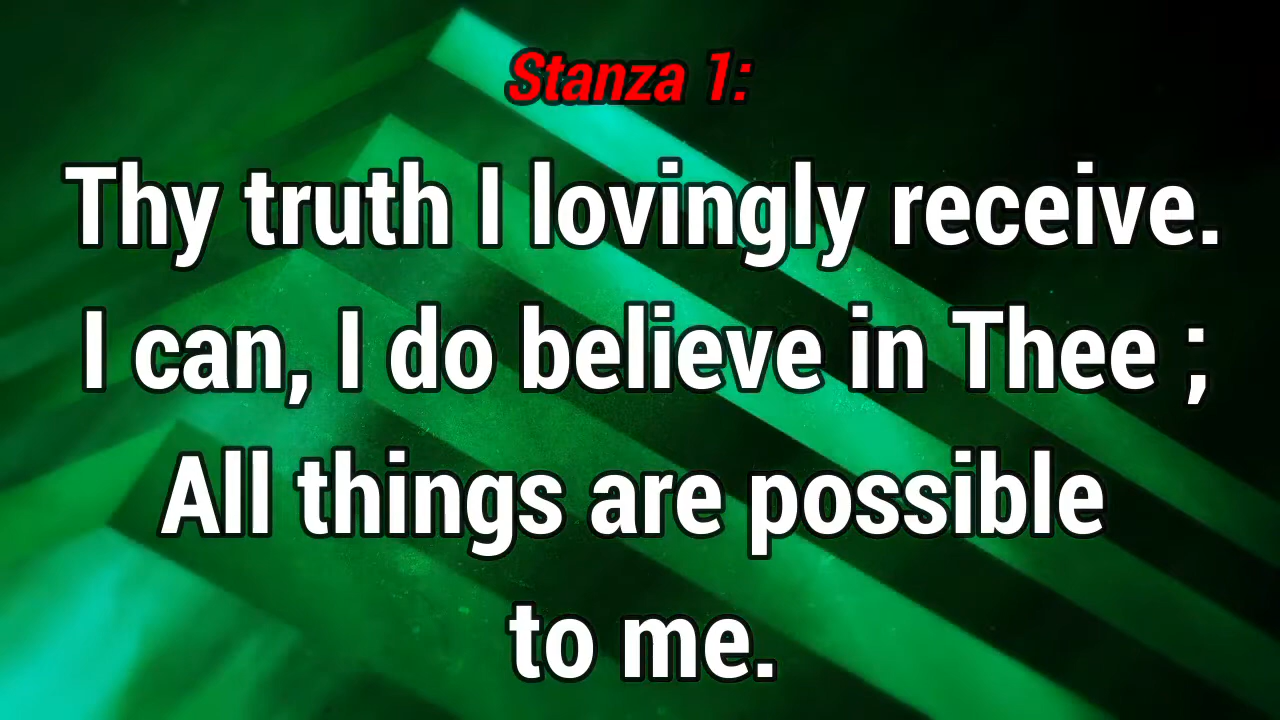 Stanza 1:
Thy truth I lovingly receive.
I can, I do believe in Thee ;
All things are possible
to me.